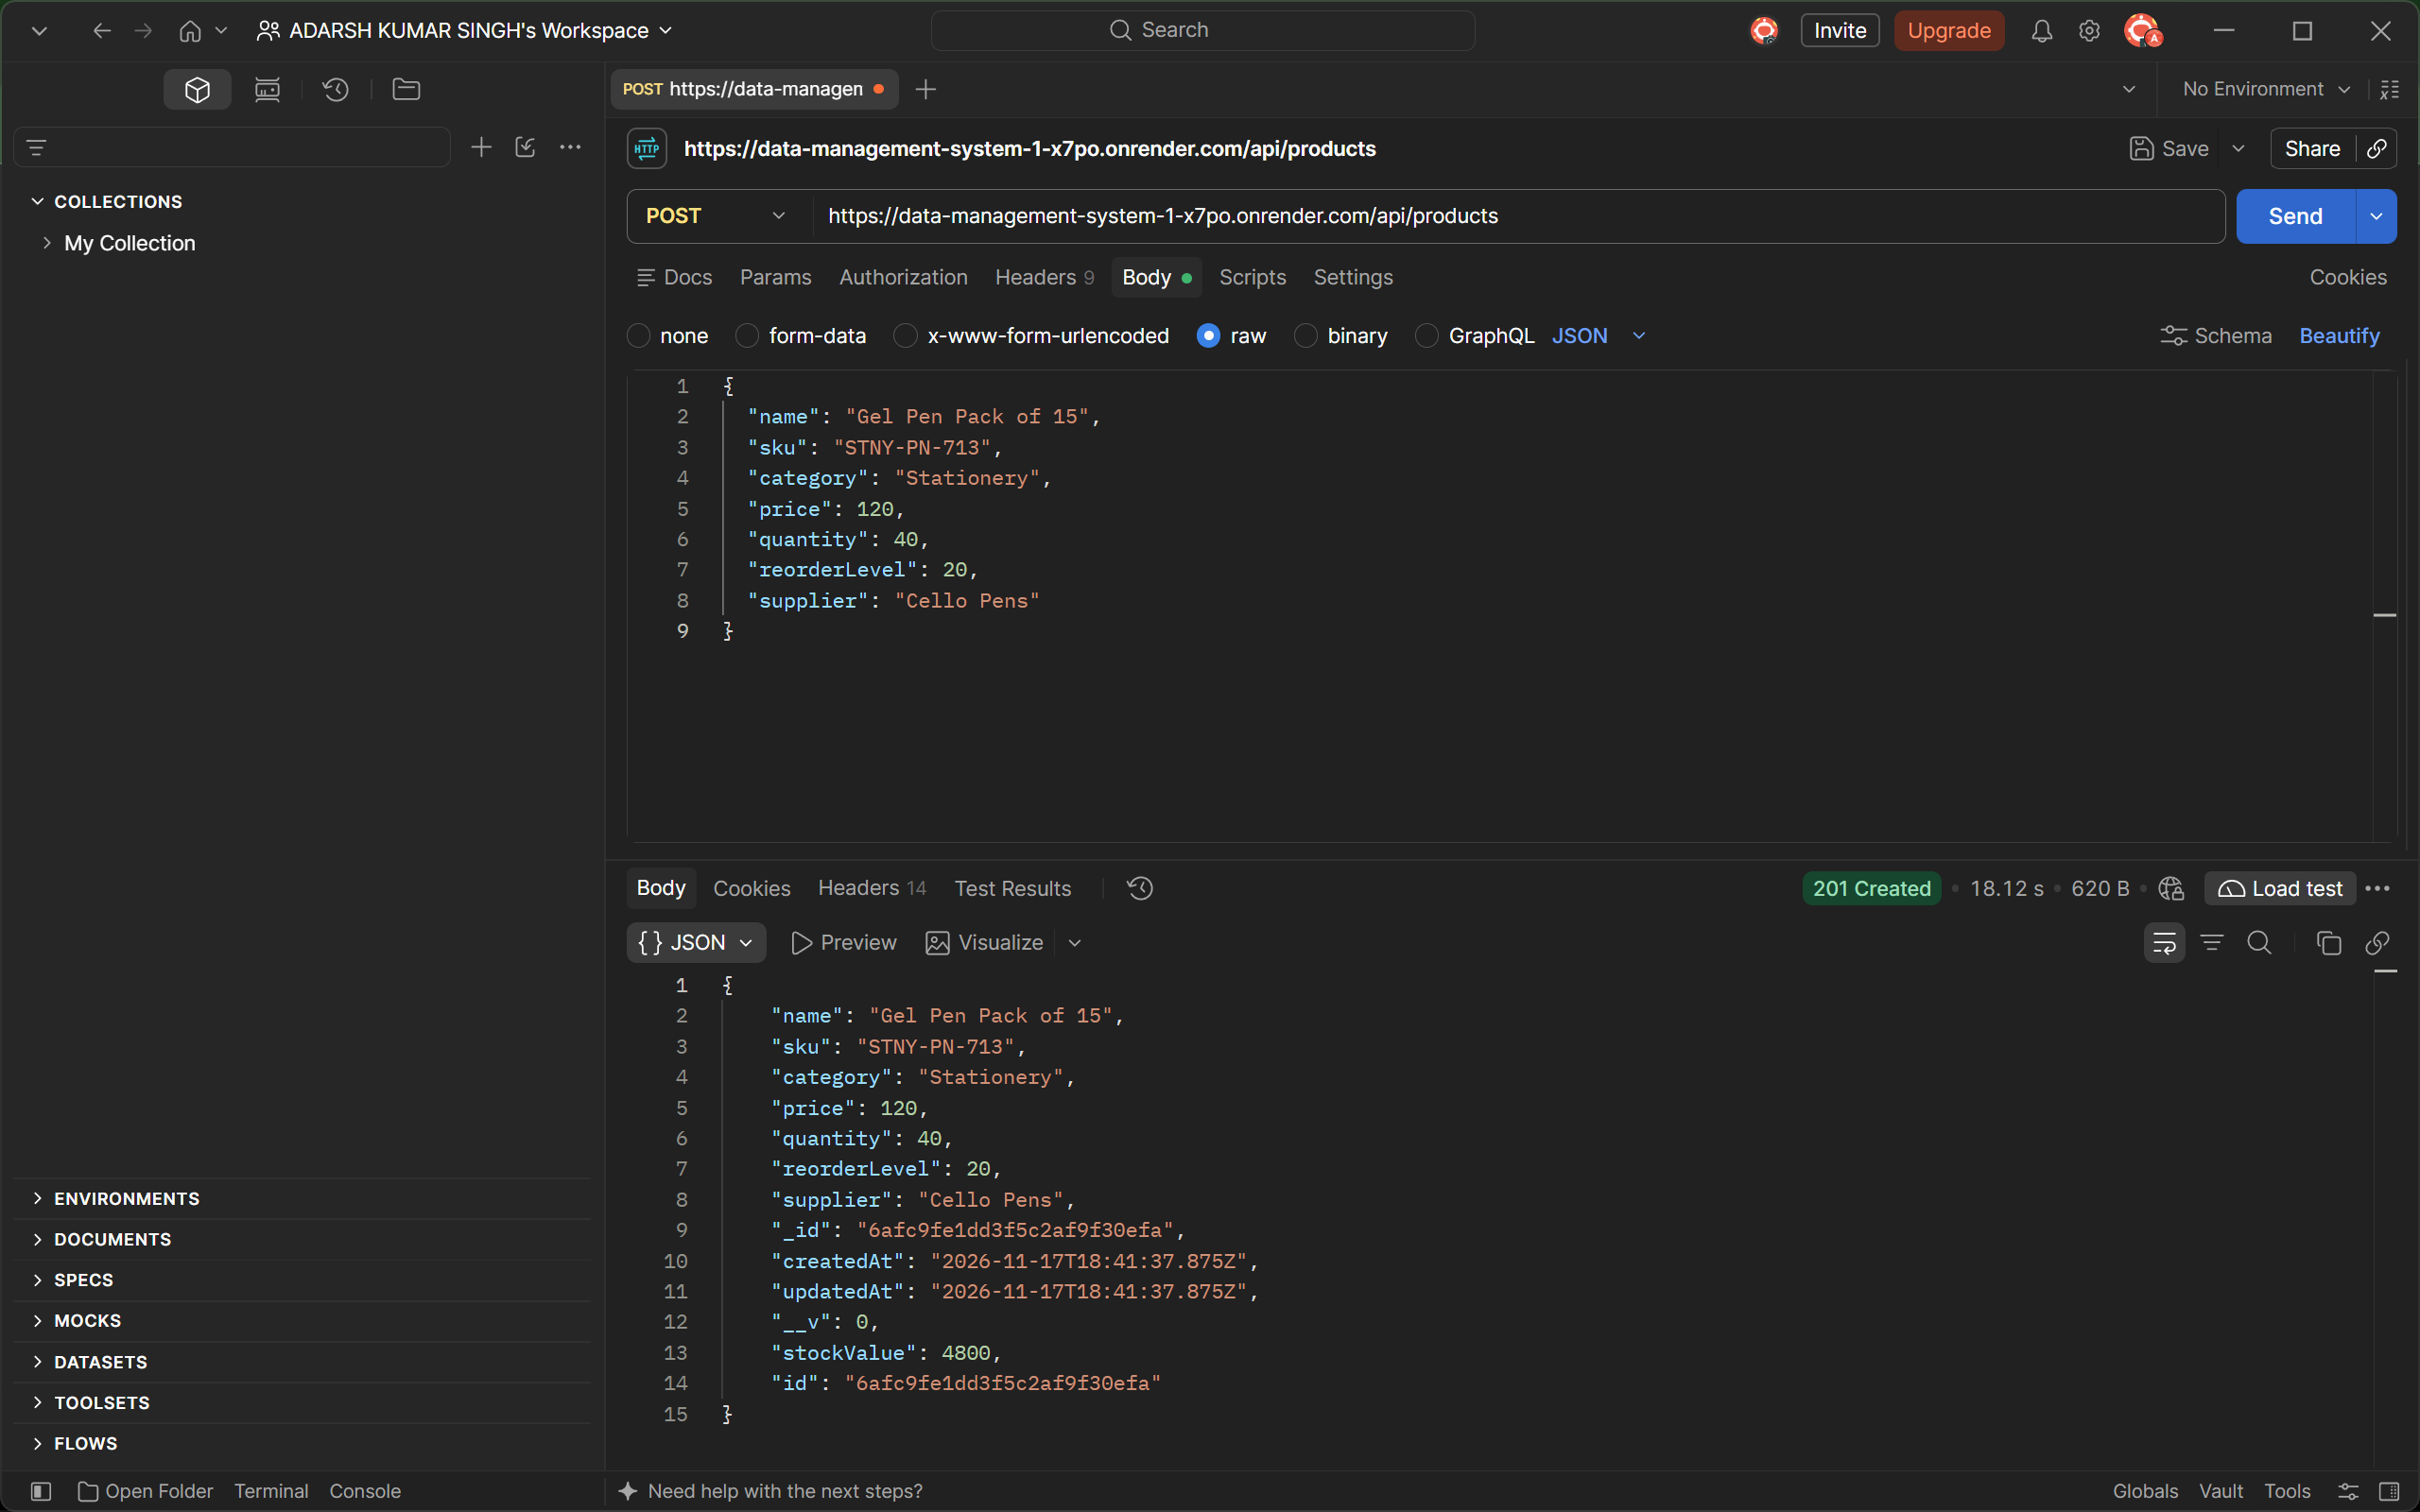 ADARSH KUMAR SINGH's Workspace
Search
Invite
Upgrade
A
POST https://data-managen
No Environment
COLLECTIONS
My Collection
HTTP
https://data-management-system-1-x7po.onrender.com/api/products
Save
Share
POST
https://data-management-system-1-x7po.onrender.com/api/products
Send
Docs Params Authorization Headers 9 Body Scripts Settings
Cookies
none form-data x-www-form-urlencoded raw binary GraphQL JSON
Schema Beautify
1 {
2 "name": "Gel Pen Pack of 15",
3 "sku": "STNY-PN-713",
4 "category": "Stationery",
5 "price": 120,
6 "quantity": 40,
7 "reorderLevel": 20,
8 "supplier": "Cello Pens"
9 }
Body Cookies Headers 14 Test Results
201 Created • 18.12 s • 620 B •
Load test
{} JSON Preview Visualize
1 {
2 "name": "Gel Pen Pack of 15",
3 "sku": "STNY-PN-713",
4 "category": "Stationery",
5 "price": 120,
6 "quantity": 40,
7 "reorderLevel": 20,
8 "supplier": "Cello Pens",
9 "_id": "6afc9fe1dd3f5c2af9f30efa",
10 "createdAt": "2026-11-17T18:41:37.875Z",
11 "updatedAt": "2026-11-17T18:41:37.875Z",
12 "__v": 0,
13 "stockValue": 4800,
14 "id": "6afc9fe1dd3f5c2af9f30efa"
15 }
ENVIRONMENTS
DOCUMENTS
SPECS
MOCKS
DATASETS
TOOLSETS
FLOWS
Open Folder Terminal Console
Need help with the next steps?
Globals Vault Tools